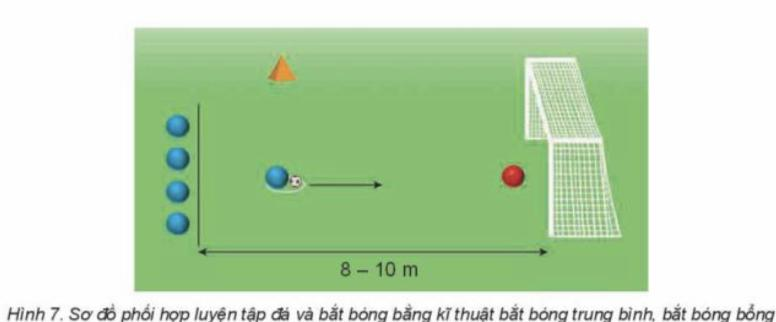 8 – 10 m
Hình 7. Sơ đồ phối hợp luyện tập đá và bắt bóng bằng kĩ thuật bắt bóng trung bình, bắt bóng bổng